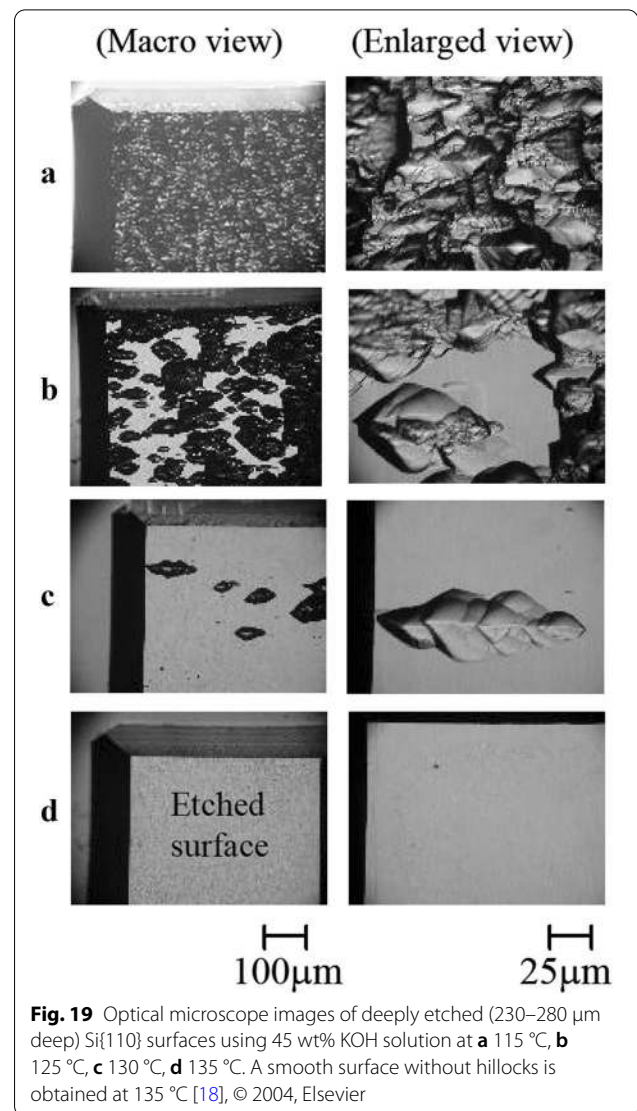 (Macro view) (Enlarged view)
a
b
c
d
Etched
surface
100μm 25μm
Fig. 19 Optical microscope images of deeply etched (230–280 μm
deep) Si{110} surfaces using 45 wt% KOH solution at a 115 °C, b
125 °C, c 130 °C, d 135 °C. A smooth surface without hillocks is
obtained at 135 °C [18], © 2004, Elsevier